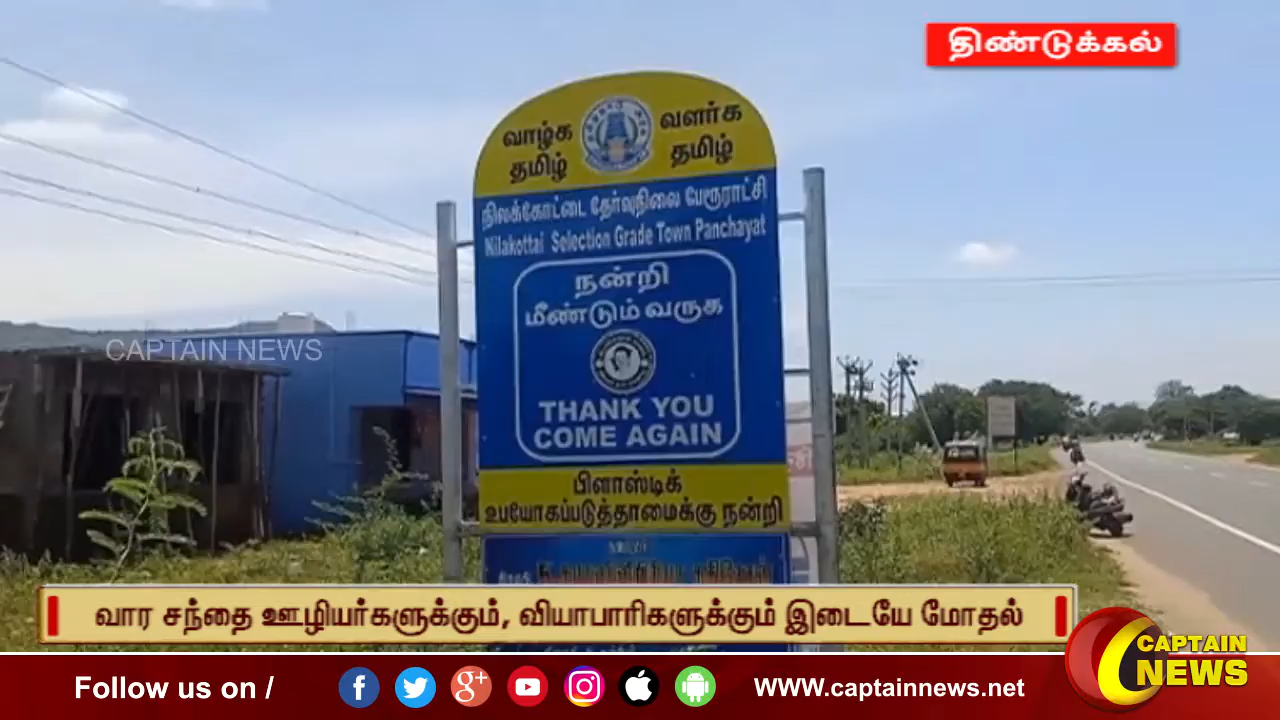 திண்டுக்கல்
வாழ்க தமிழ்
வளர்க தமிழ்
நிலக்கோட்டை தேர்வுநிலை பேரூராட்சி
Nilakottai Selection Grade Town Panchayat
நன்றி
மீண்டும் வருக
THANK YOU
COME AGAIN
பிளாஸ்டிக்
உபயோகப்படுத்தாமைக்கு நன்றி
CAPTAIN NEWS
வார சந்தை ஊழியர்களுக்கும், வியாபாரிகளுக்கும் இடையே மோதல்
CAPTAIN
NEWS
Follow us on / WWW.captainnews.net